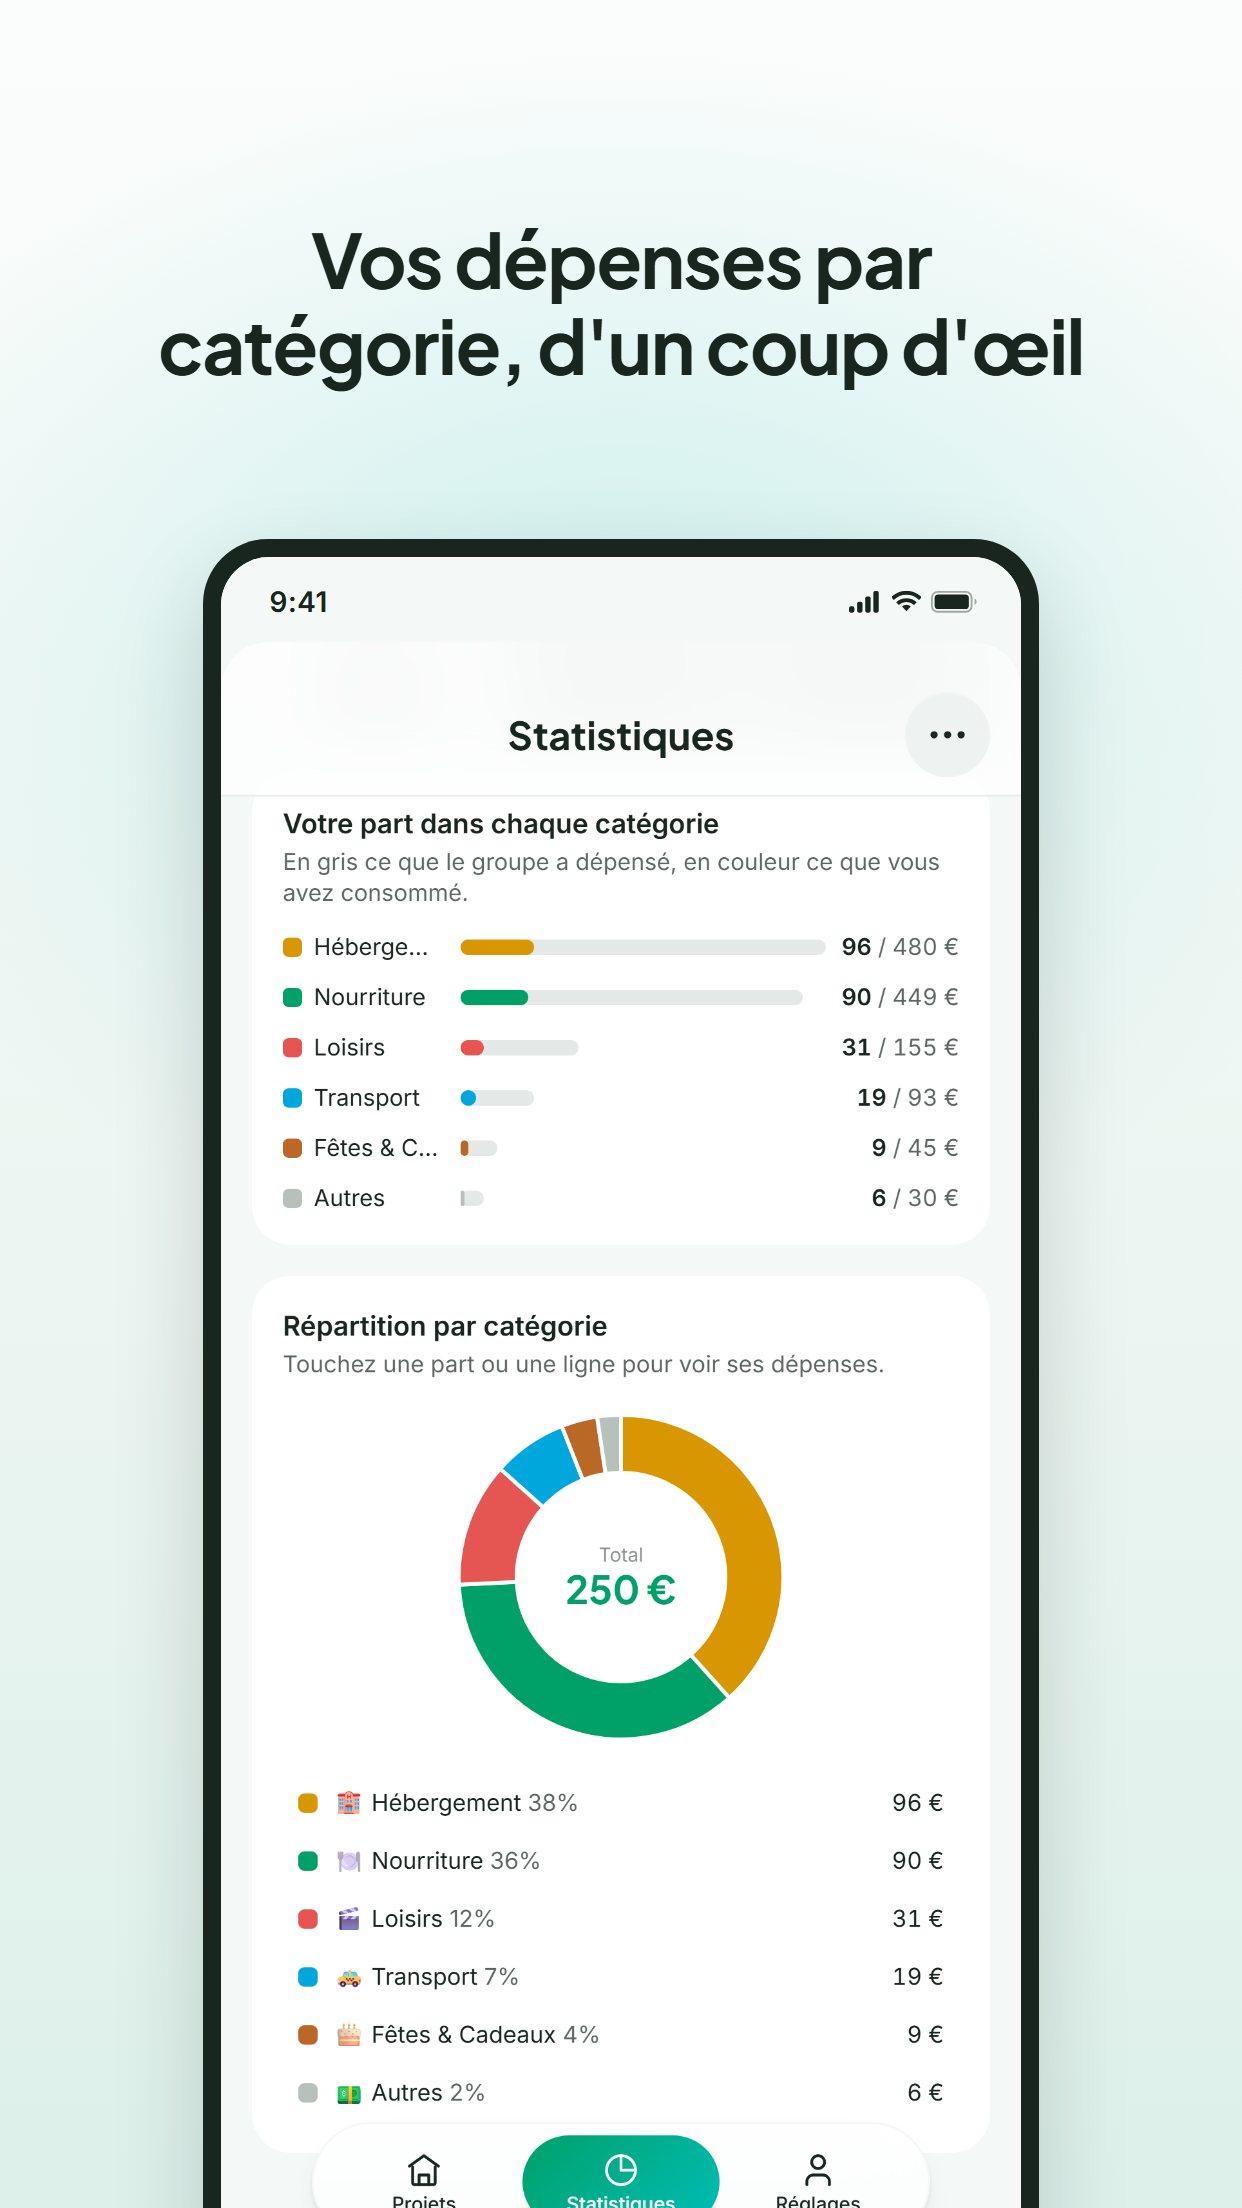 Vos dépenses par
catégorie, d'un coup d'œil
9:41
Statistiques
Votre part dans chaque catégorie
En gris ce que le groupe a dépensé, en couleur ce que vous
avez consommé.
Héberge... 96 / 480 €
Nourriture 90 / 449 €
Loisirs 31 / 155 €
Transport 19 / 93 €
Fêtes & C... 9 / 45 €
Autres 6 / 30 €
Répartition par catégorie
Touchez une part ou une ligne pour voir ses dépenses.
Total
250 €
Hébergement 38% 96 €
Nourriture 36% 90 €
Loisirs 12% 31 €
Transport 7% 19 €
Fêtes & Cadeaux 4% 9 €
Autres 2% 6 €
Projets Statistiques Réglages